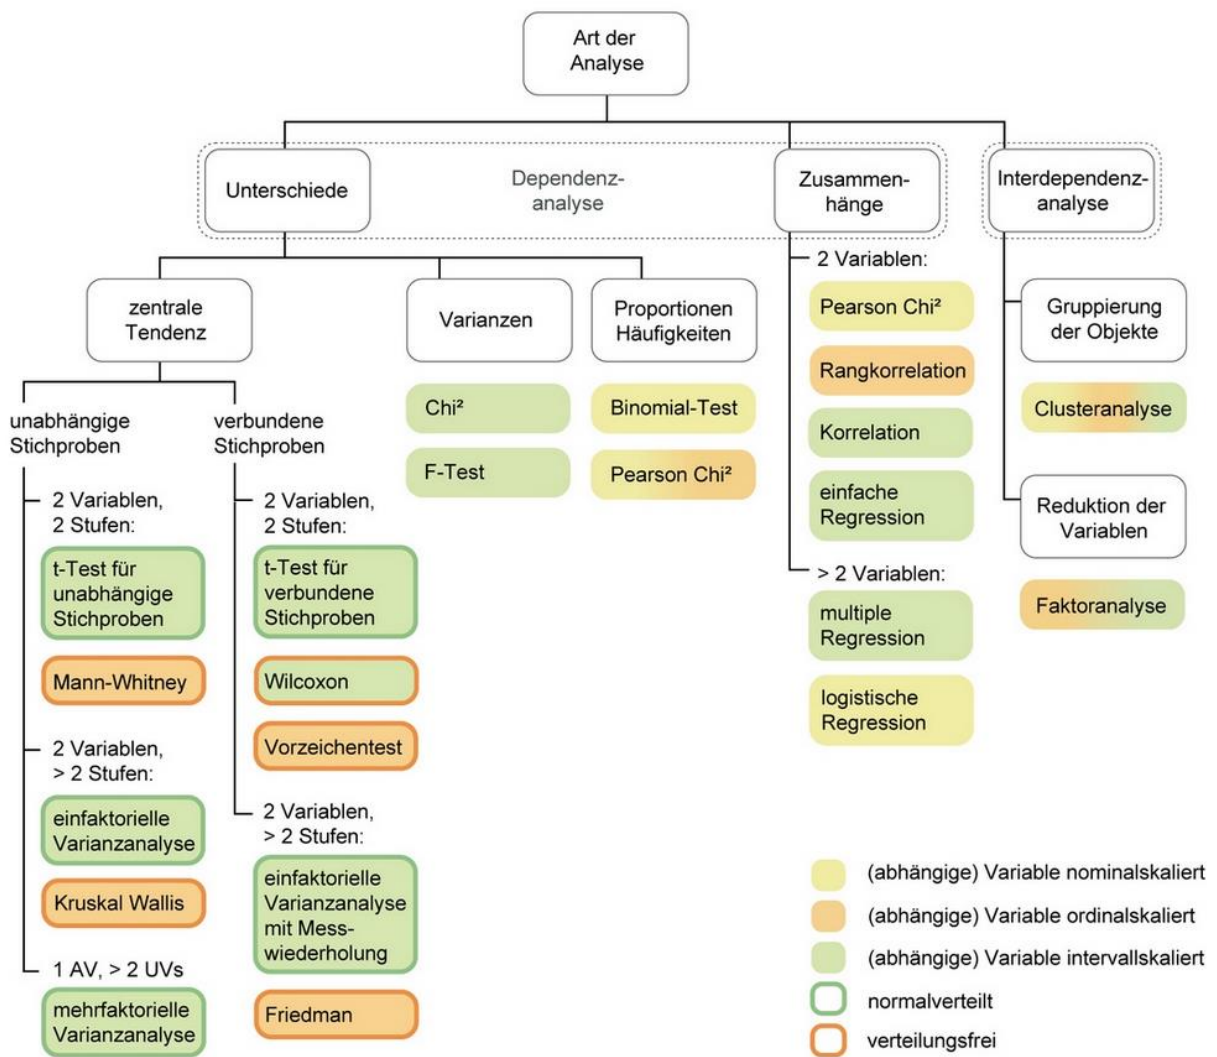 Art der
Analyse
Unterschiede
Dependenz-
analyse
Zusammen-
hänge
Interdependenz-
analyse
zentrale
Tendenz
Varianzen
Proportionen
Häufigkeiten
unabhängige
Stichproben
verbundene
Stichproben
2 Variablen,
2 Stufen:
t-Test für
unabhängige
Stichproben
Mann-Whitney
2 Variablen,
> 2 Stufen:
einfaktorielle
Varianzanalyse
Kruskal Wallis
1 AV, > 2 UVs
mehrfaktorielle
Varianzanalyse
2 Variablen,
2 Stufen:
t-Test für
verbundene
Stichproben
Wilcoxon
Vorzeichentest
2 Variablen,
> 2 Stufen:
einfaktorielle
Varianzanalyse
mit Mess-
wiederholung
Friedman
Chi²
F-Test
Binomial-Test
Pearson Chi²
2 Variablen:
Pearson Chi²
Rangkorrelation
Korrelation
einfache
Regression
> 2 Variablen:
multiple
Regression
logistische
Regression
Gruppierung
der Objekte
Clusteranalyse
Reduktion der
Variablen
Faktoranalyse
(abhängige) Variable nominalskaliert
(abhängige) Variable ordinalskaliert
(abhängige) Variable intervallskaliert
normalverteilt
verteilungsfrei